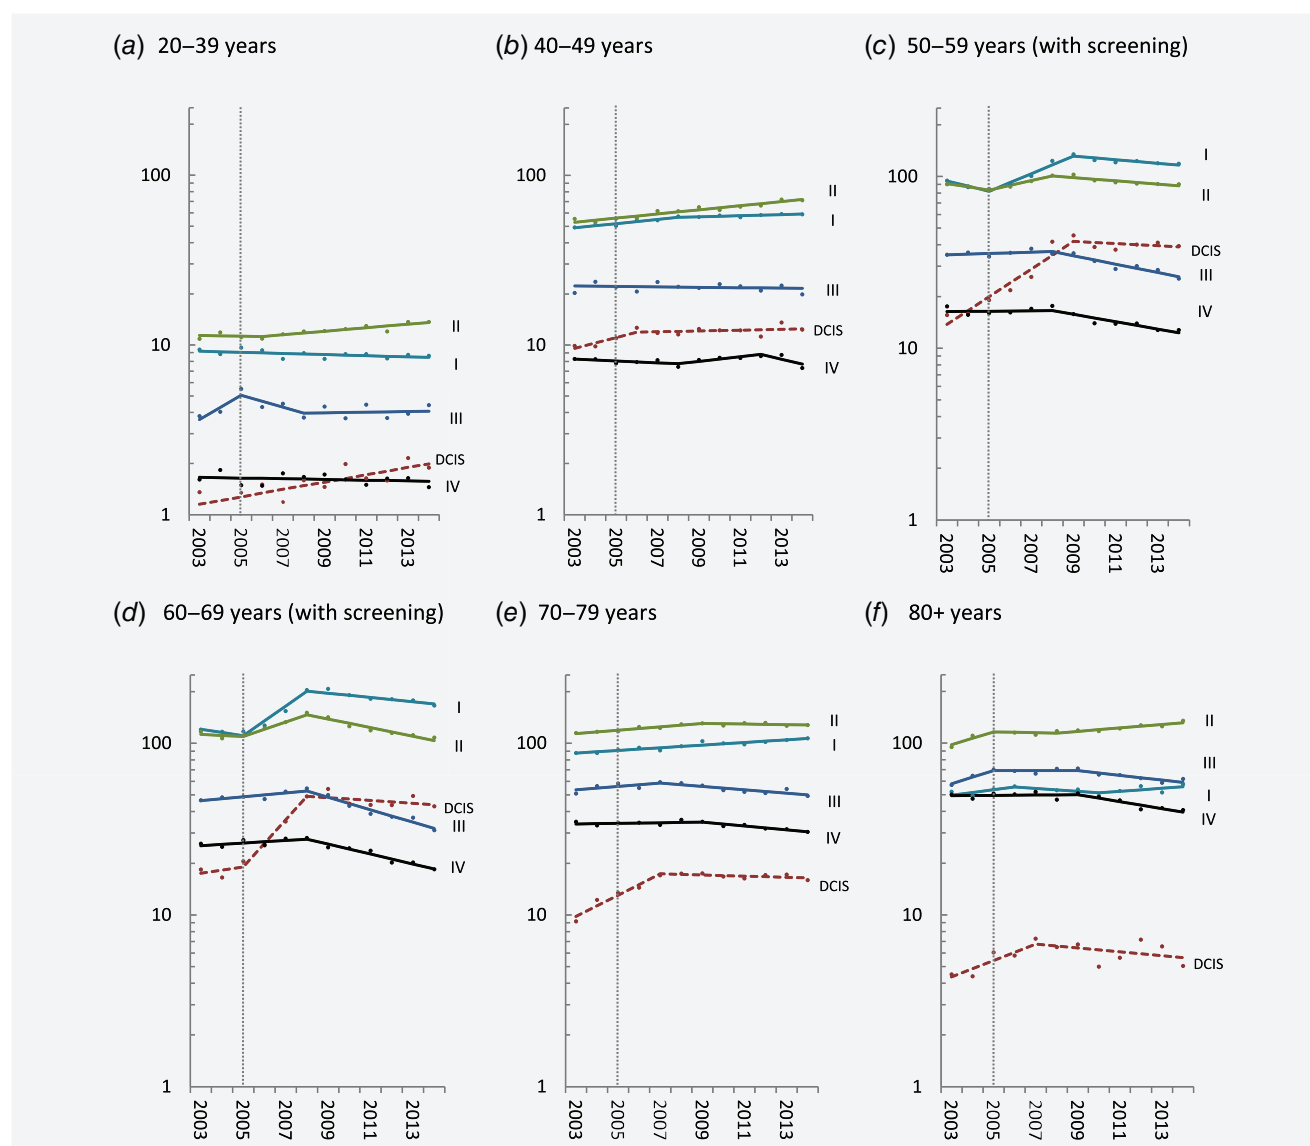 (a) 20–39 years
100
10
1
II
I
III
DCIS
IV
2003 2005 2007 2009 2011 2013
(b) 40–49 years
100
10
1
II
I
III
DCIS
IV
2003 2005 2007 2009 2011 2013
(c) 50–59 years (with screening)
100
10
1
I
II
DCIS
III
IV
2003 2005 2007 2009 2011 2013
(d) 60–69 years (with screening)
100
10
1
I
II
DCIS
III
IV
2003 2005 2007 2009 2011 2013
(e) 70–79 years
100
10
1
II
I
III
IV
DCIS
2003 2005 2007 2009 2011 2013
(f) 80+ years
100
10
1
II
III
I
IV
DCIS
2003 2005 2007 2009 2011 2013